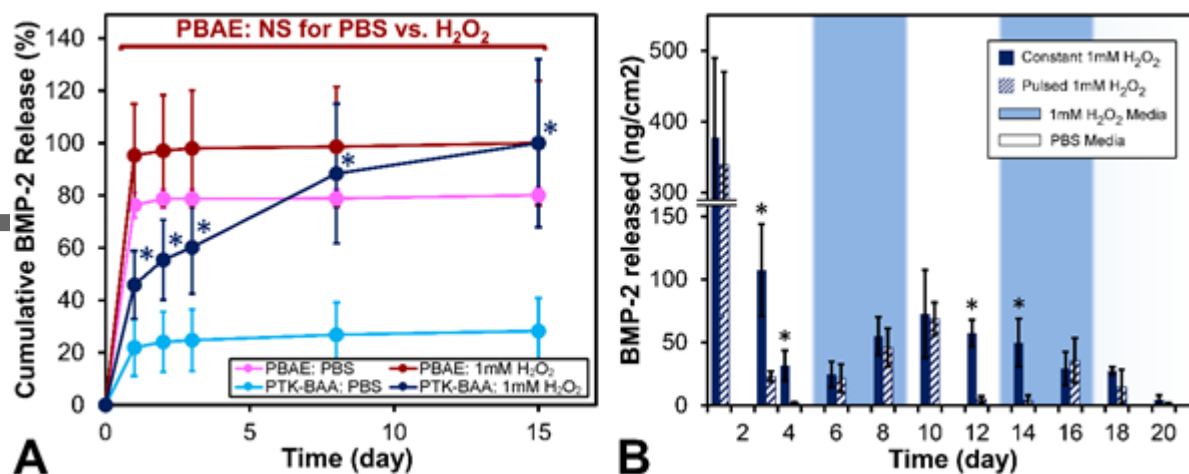 PBAE: NS for PBS vs. H₂O₂
Cumulative BMP-2 Release (%)
140
120
100
80
60
40
20
0
* * * * *
PBAE: PBS PBAE: 1mM H₂O₂
PTK-BAA: PBS PTK-BAA: 1mM H₂O₂
0 5 10 15
Time (day)
A
BMP-2 released (ng/cm2)
500
400
300
150
100
50
0
* * * *
Constant 1mM H₂O₂
Pulsed 1mM H₂O₂
1mM H₂O₂ Media
PBS Media
2 4 6 8 10 12 14 16 18 20
Time (day)
B